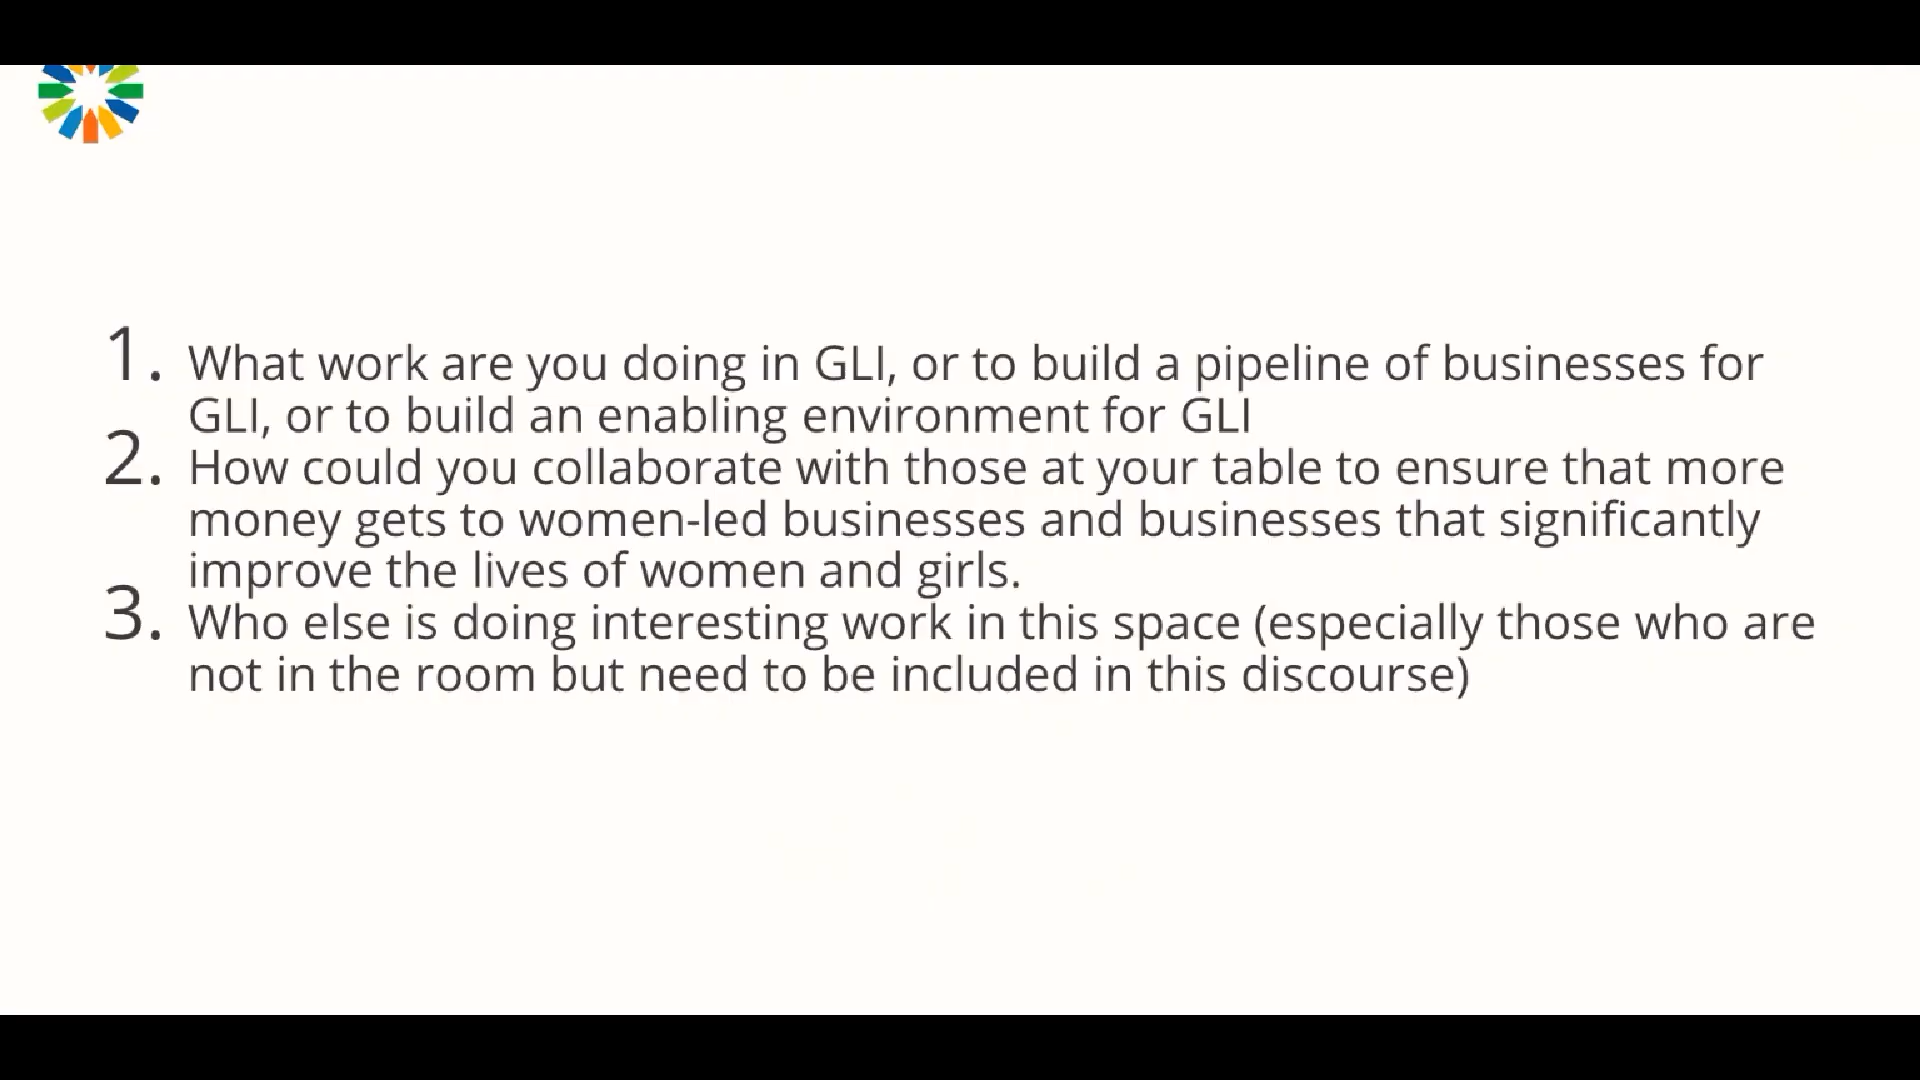 1. What work are you doing in GLI, or to build a pipeline of businesses for
GLI, or to build an enabling environment for GLI
2. How could you collaborate with those at your table to ensure that more
money gets to women-led businesses and businesses that significantly
improve the lives of women and girls.
3. Who else is doing interesting work in this space (especially those who are
not in the room but need to be included in this discourse)